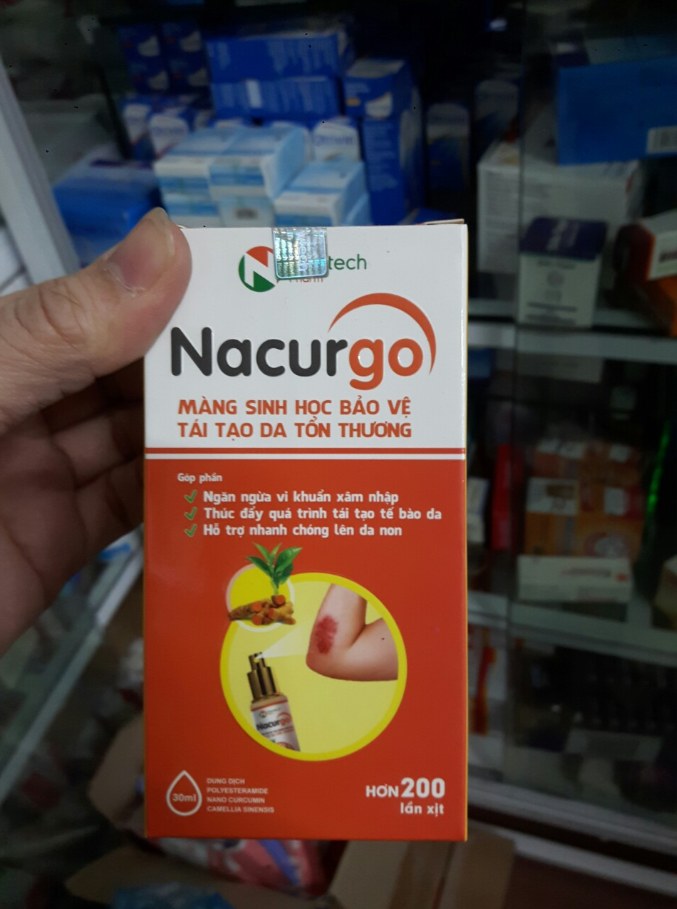 tech
Nacurgo
MÀNG SINH HỌC BẢO VỆ
TÁI TẠO DA TỔN THƯƠNG
Góp phần
Ngăn ngừa vi khuẩn xâm nhập
Thúc đẩy quá trình tái tạo tế bào da
Hỗ trợ nhanh chóng lên da non
Nacurgo
30ml
DUNG DỊCH
POLYESTERAMIDE
NANO CURCUMIN
CAMELLIA SINENSIS
HƠN 200
lần xịt